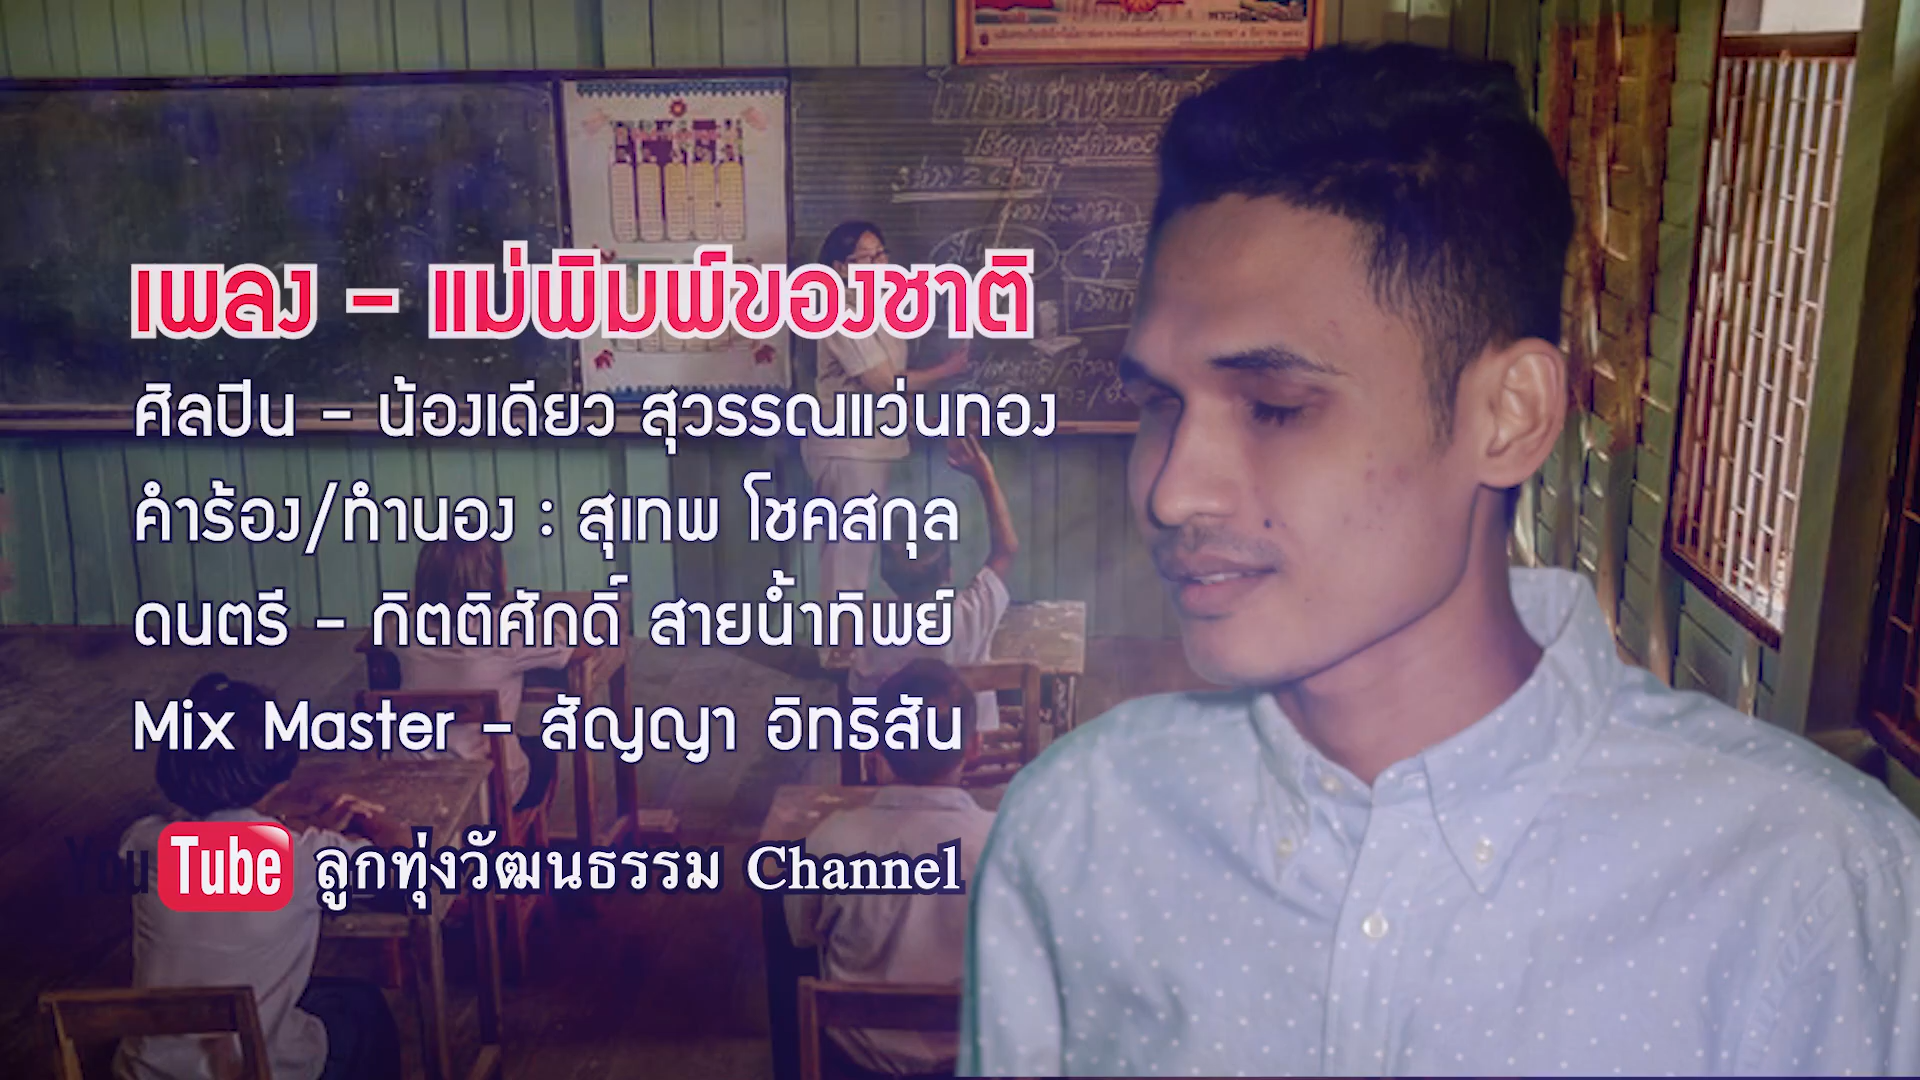 เพลง - แม่พิมพ์ของชาติ
ศิลปิน - น้องเดียว สุวรรณแว่นทอง
คำร้อง/ทำนอง : สุเทพ โชคสกุล
ดนตรี - กิตติศักดิ์ สายน้ำทิพย์
Mix Master - สัญญา อิทธิสัน
YouTube ลูกทุ่งวัฒนธรรม Channel